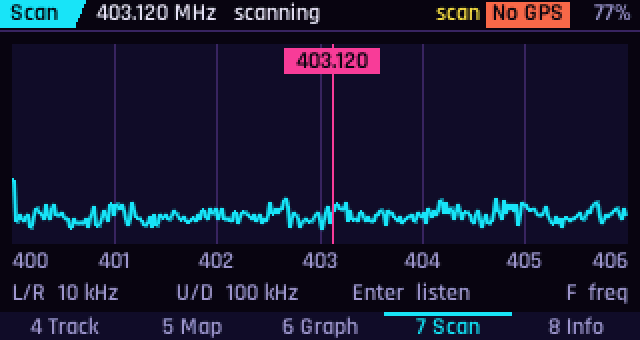 Scan 403.120 MHz scanning scan No GPS 77%
403.120
400 401 402 403 404 405 406
L/R 10 kHz U/D 100 kHz Enter listen F freq
4 Track 5 Map 6 Graph 7 Scan 8 Info